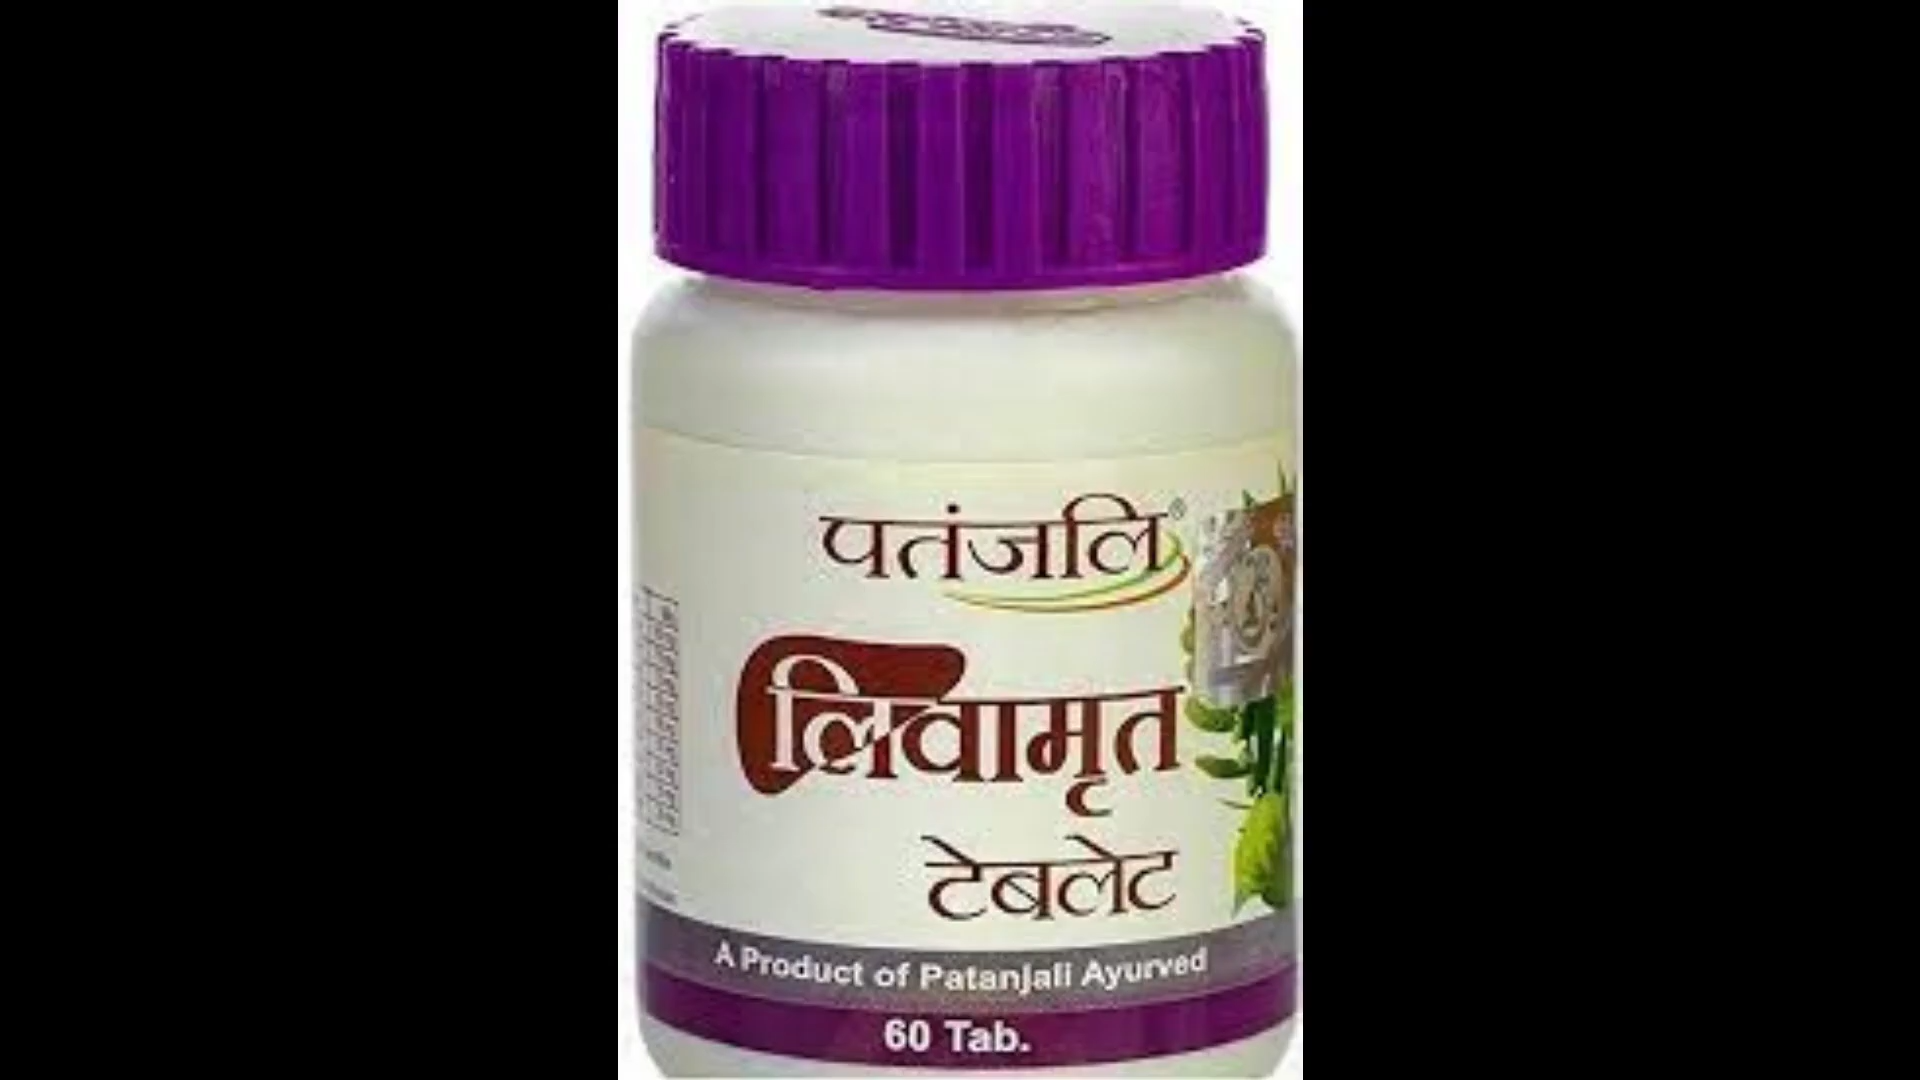 पतंजलि®
लिवामृत
टेबलेट
A Product of Patanjali Ayurved
60 Tab.